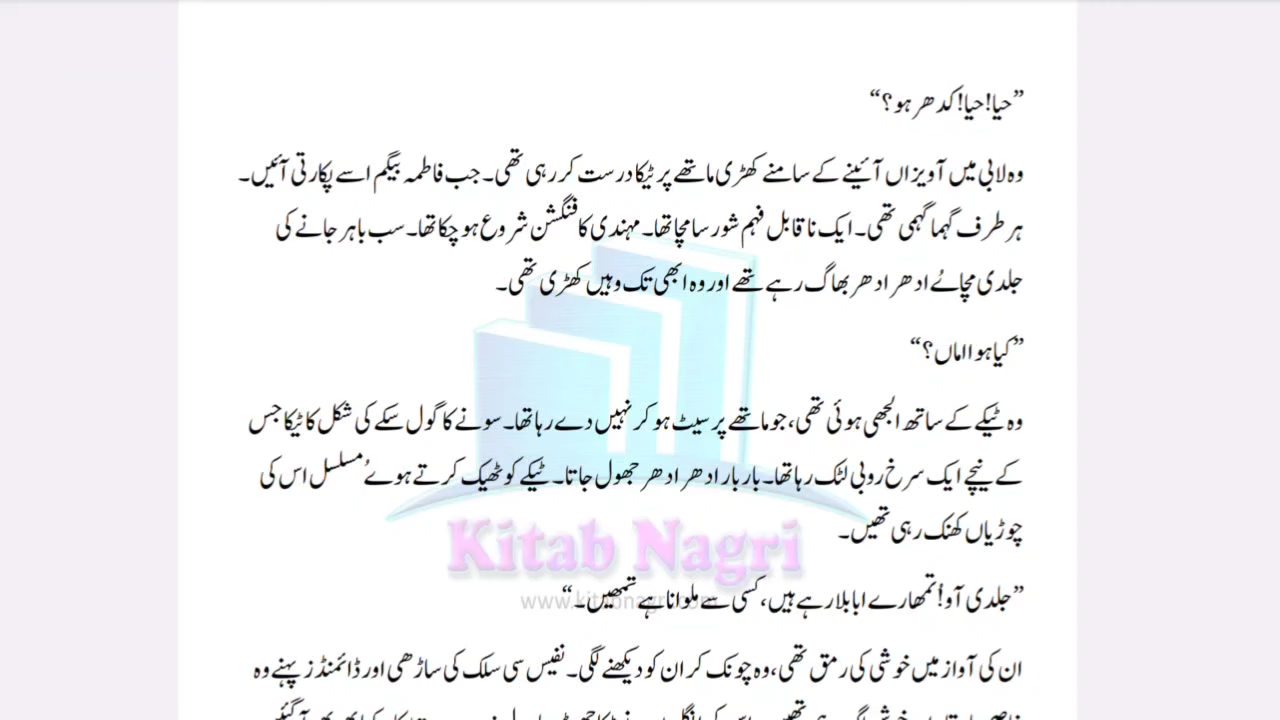 ”حیا! حیا! کدھر ہو؟“
وہ لابی میں آویزاں آئینے کے سامنے کھڑی ماتھے پر ٹیکا درست کر رہی تھی۔ جب فاطمہ بیگم اسے پکارتی آئیں۔
ہر طرف گہما گہمی تھی۔ ایک ناقابل فہم شور سا مچا تھا۔ مہندی کا فنگشن شروع ہو چکا تھا۔ سب باہر جانے کی
جلدی مچائے ادھر ادھر بھاگ رہے تھے اور وہ ابھی تک وہیں کھڑی تھی۔
”کیا ہوا اماں؟“
وہ ٹیکے کے ساتھ الجھی ہوئی تھی، جو ماتھے پر سیٹ ہو کر نہیں دے رہا تھا۔ سونے کا گول سکے کی شکل کا ٹیکا جس
کے نیچے ایک سرخ روبی لٹک رہا تھا۔ بار بار ادھر ادھر جھول جاتا۔ ٹیکے کو ٹھیک کرتے ہوئے مسلسل اس کی
چوڑیاں کھنک رہی تھیں۔
Kitab Nagri
”جلدی آو! تمھارے ابا بلا رہے ہیں، کسی سے ملوانا ہے تمھیں۔“
www.kitabnagri.com
ان کی آواز میں خوشی کی رمق تھی، وہ چونک کر ان کو دیکھنے لگی۔ نفیس سی سلک کی ساڑھی اور ڈائمنڈز پہنے وہ